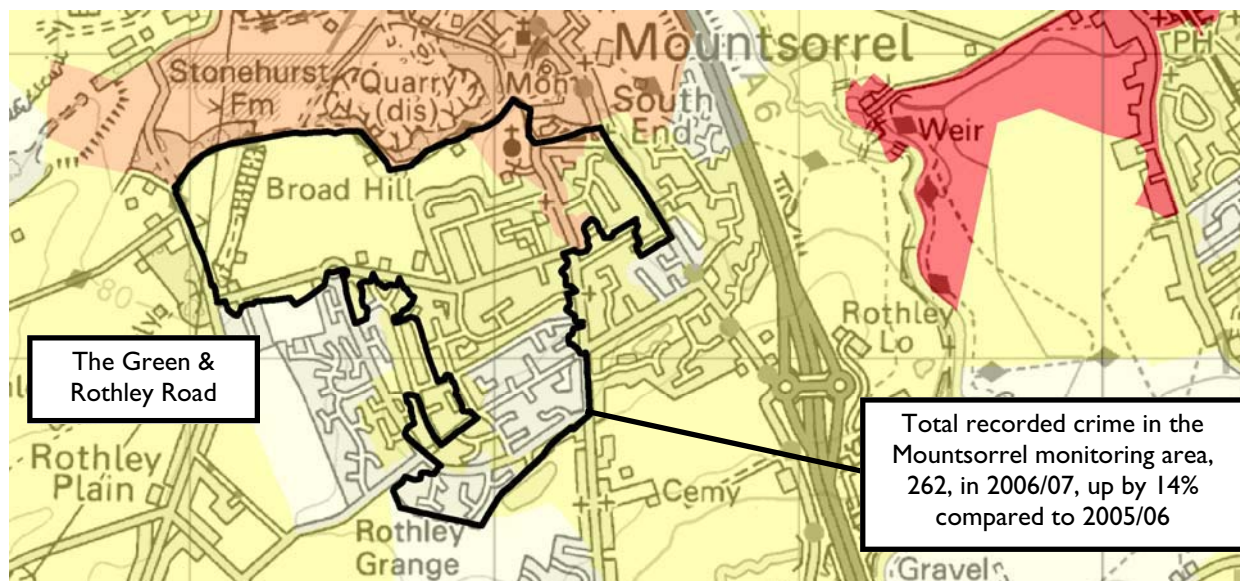 Mountsorrel
Stonehurst
Fm
Quarry
(dis)
Mon
South
End
A 6
PH
Weir
Broad Hill
80
Rothley
Lo
The Green &
Rothley Road
Total recorded crime in the
Mountsorrel monitoring area,
262, in 2006/07, up by 14%
compared to 2005/06
Rothley
Plain
Cemy
Rothley
Grange
Gravel